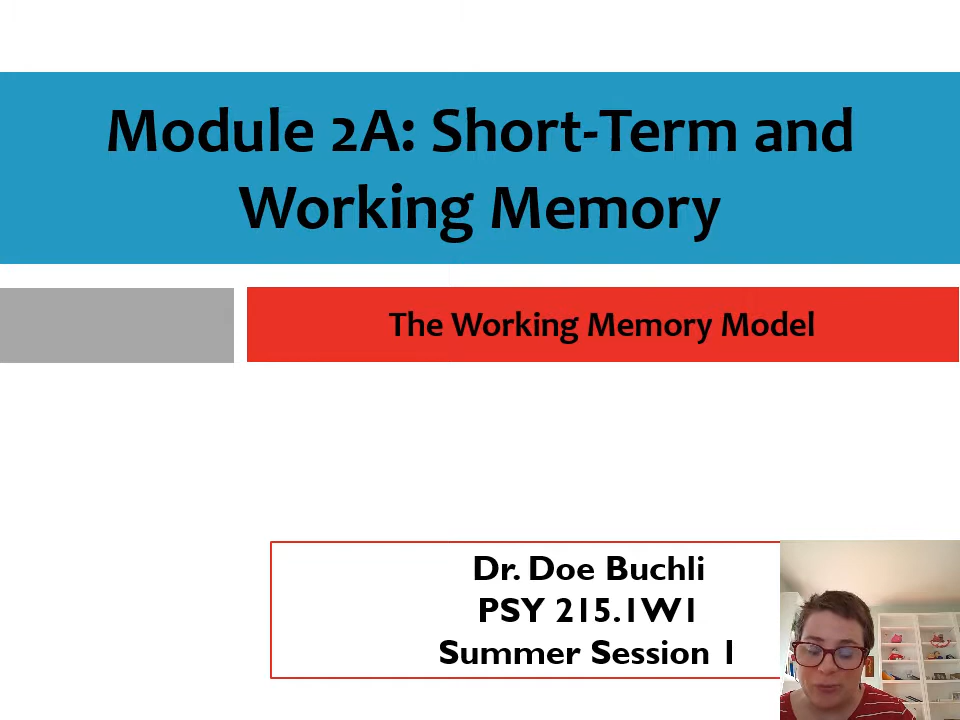 Module 2A: Short-Term and
Working Memory
The Working Memory Model
Dr. Doe Buchli
PSY 215.1W1
Summer Session 1